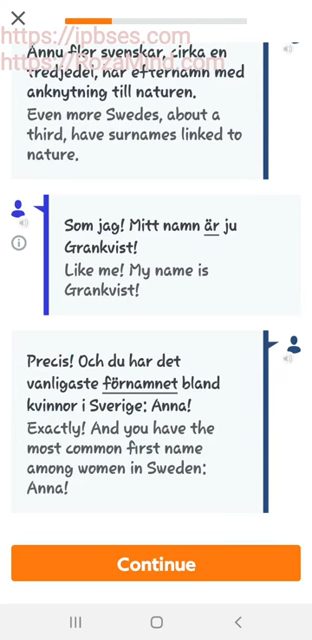 https://ipbses.com
Ännu fler svenskar, cirka en
https://RozaMind.com
tredjedel, har efternamn med
anknytning till naturen.
Even more Swedes, about a
third, have surnames linked to
nature.
Som jag! Mitt namn är ju
Grankvist!
Like me! My name is
Grankvist!
Precis! Och du har det
vanligaste förnamnet bland
kvinnor i Sverige: Anna!
Exactly! And you have the
most common first name
among women in Sweden:
Anna!
Continue